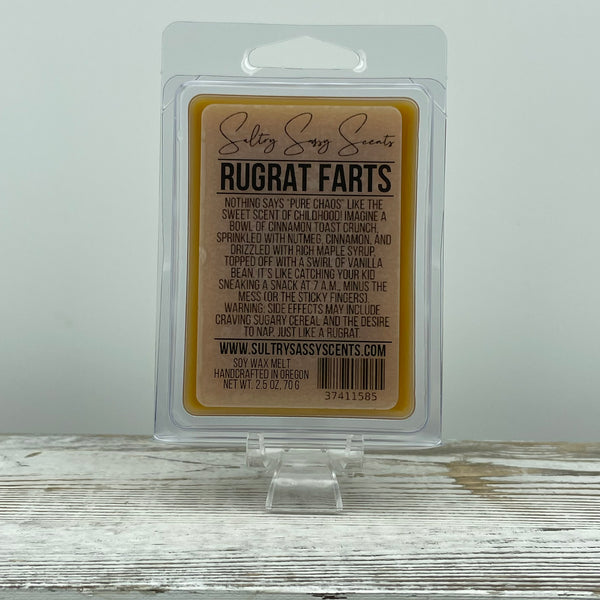 Sultry Sassy Scents
RUGRAT FARTS
NOTHING SAYS "PURE CHAOS" LIKE THE
SWEET SCENT OF CHILDHOOD! IMAGINE A
BOWL OF CINNAMON TOAST CRUNCH,
SPRINKLED WITH NUTMEG, CINNAMON, AND
DRIZZLED WITH RICH MAPLE SYRUP,
TOPPED OFF WITH A SWIRL OF VANILLA
BEAN. IT'S LIKE CATCHING YOUR KID
SNEAKING A SNACK AT 7 A.M., MINUS THE
MESS (OR THE STICKY FINGERS).
WARNING: SIDE EFFECTS MAY INCLUDE
CRAVING SUGARY CEREAL AND THE DESIRE
TO NAP. JUST LIKE A RUGRAT.
WWW.SULTRYSASSYSCENTS.COM
SOY WAX MELT
HANDCRAFTED IN OREGON
NET WT. 2.5 OZ, 70 G
37411585